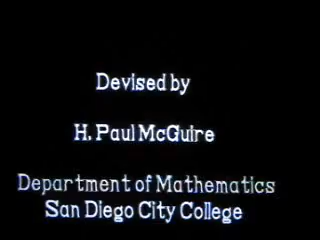 Devised by
H. Paul McGuire
Department of Mathematics
San Diego City College